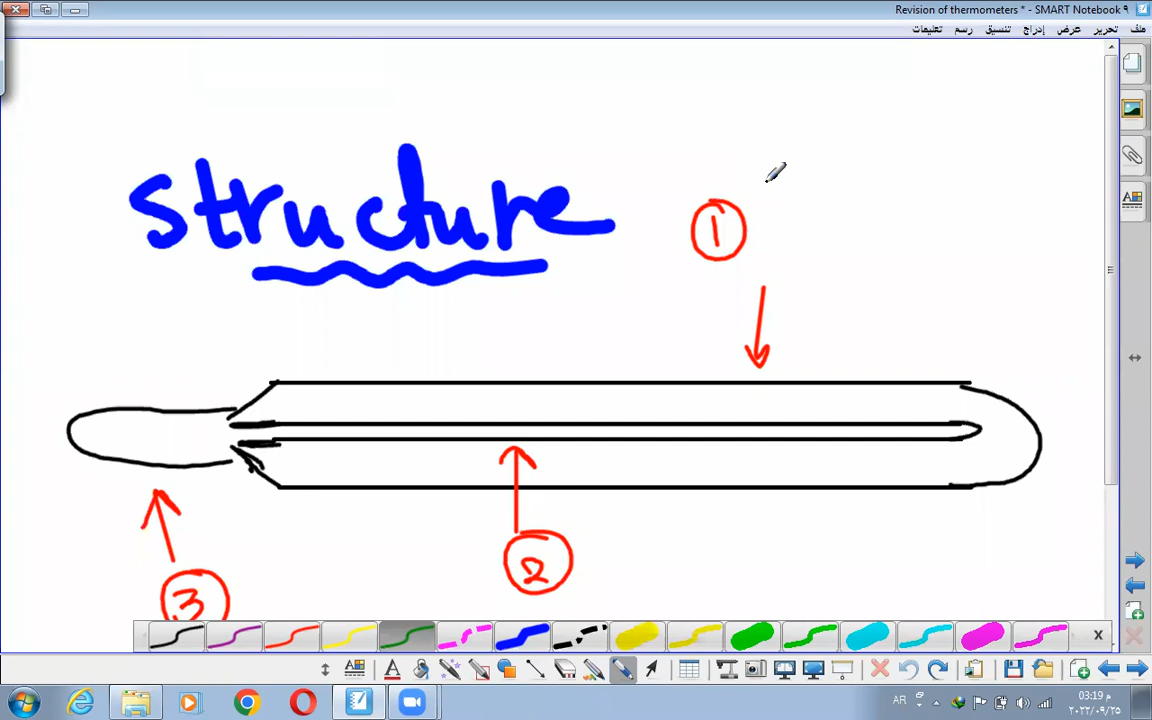 Revision of thermometers * - SMART Notebook ٩
ملف تحرير عرض إدراج تنسيق رسم تعليمات
structure
1
2
3
AR
03:19 م
٢٠٢٢/٠٩/٢٥